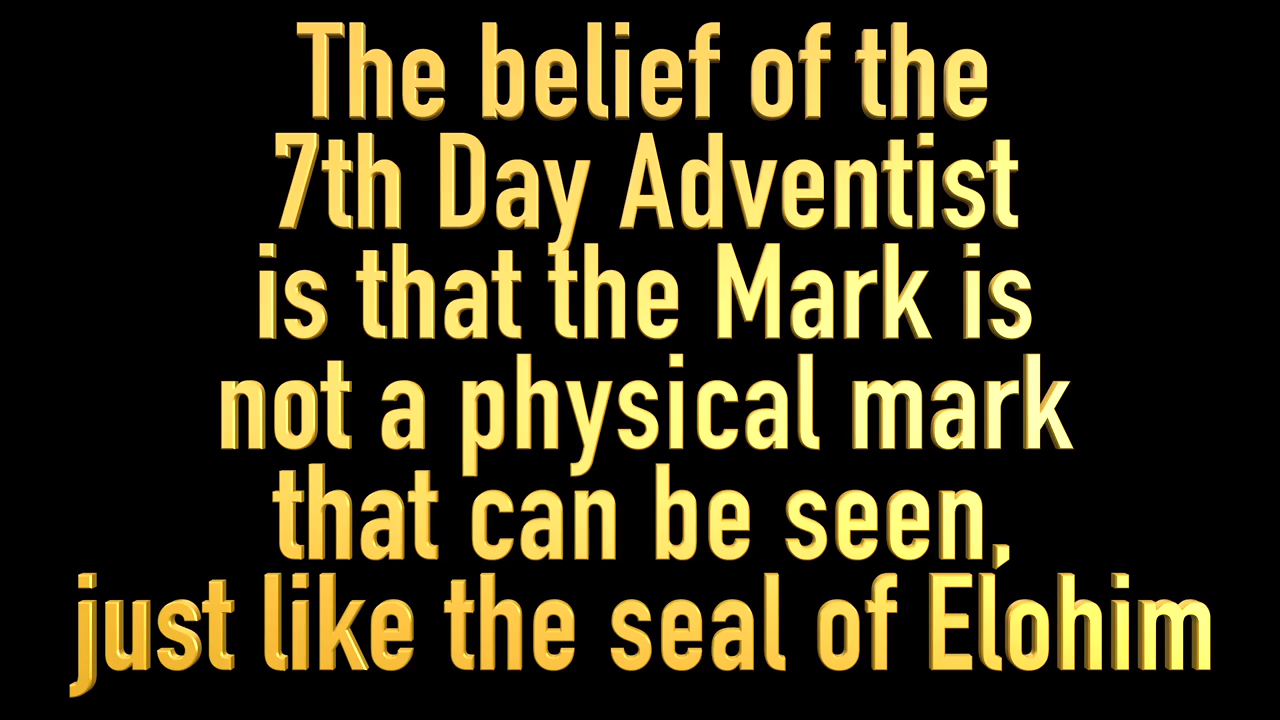 The belief of the
7th Day Adventist
is that the Mark is
not a physical mark
that can be seen,
just like the seal of Elohim